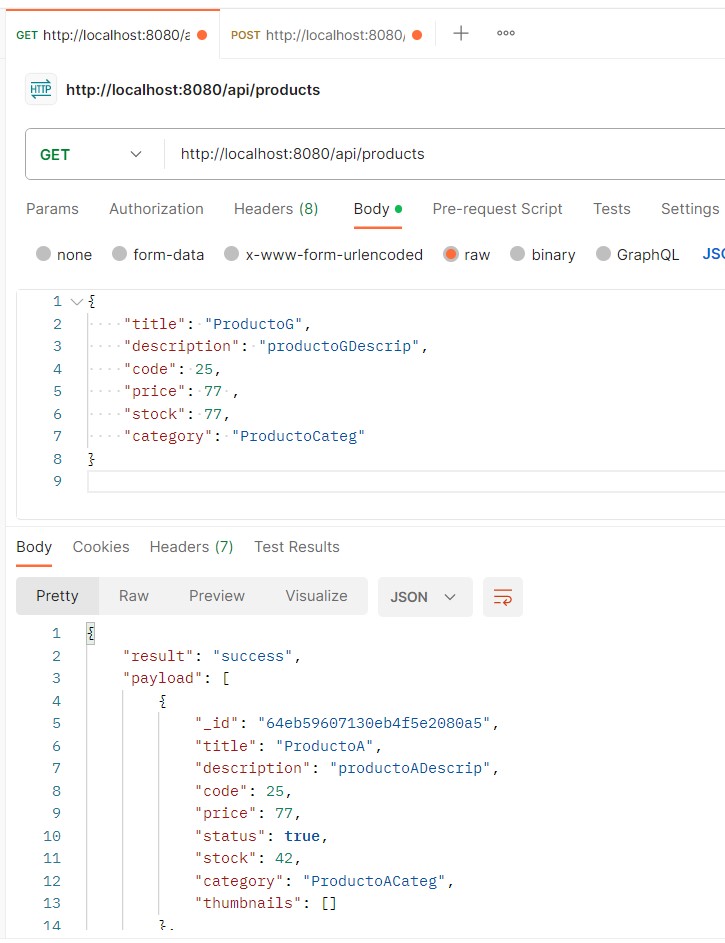 GET http://localhost:8080/a POST http://localhost:8080/
HTTP http://localhost:8080/api/products
GET http://localhost:8080/api/products
Params Authorization Headers (8) Body Pre-request Script Tests Settings
none form-data x-www-form-urlencoded raw binary GraphQL JSO
1 {
2 "title": "ProductoG",
3 "description": "productoGDescrip",
4 "code": 25,
5 "price": 77 ,
6 "stock": 77,
7 "category": "ProductoCateg"
8 }
9
Body Cookies Headers (7) Test Results
Pretty Raw Preview Visualize JSON
1 {
2 "result": "success",
3 "payload": [
4 {
5 "_id": "64eb59607130eb4f5e2080a5",
6 "title": "ProductoA",
7 "description": "productoADescrip",
8 "code": 25,
9 "price": 77,
10 "status": true,
11 "stock": 42,
12 "category": "ProductoACateg",
13 "thumbnails": []
14 },